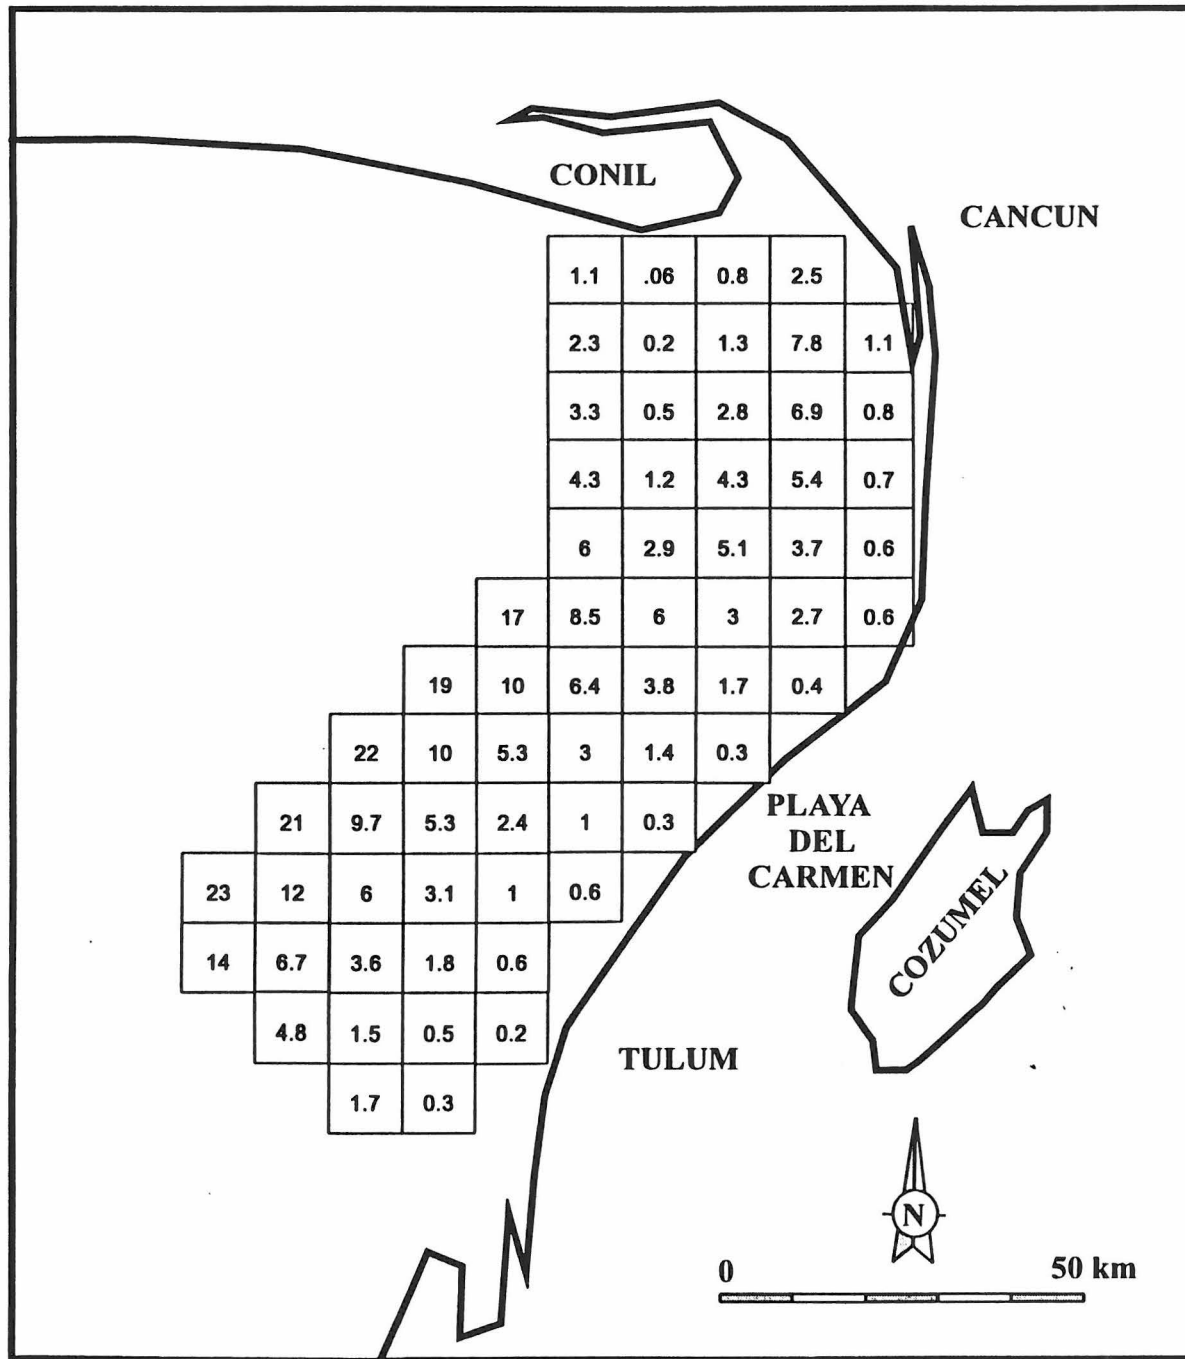 CONIL
CANCUN
1.1 .06 0.8 2.5
2.3 0.2 1.3 7.8 1.1
3.3 0.5 2.8 6.9 0.8
4.3 1.2 4.3 5.4 0.7
6 2.9 5.1 3.7 0.6
17 8.5 6 3 2.7 0.6
19 10 6.4 3.8 1.7 0.4
22 10 5.3 3 1.4 0.3
21 9.7 5.3 2.4 1 0.3
PLAYA
DEL
CARMEN
23 12 6 3.1 1 0.6
COZUMEL
14 6.7 3.6 1.8 0.6
4.8 1.5 0.5 0.2
TULUM
1.7 0.3
N
0 50 km